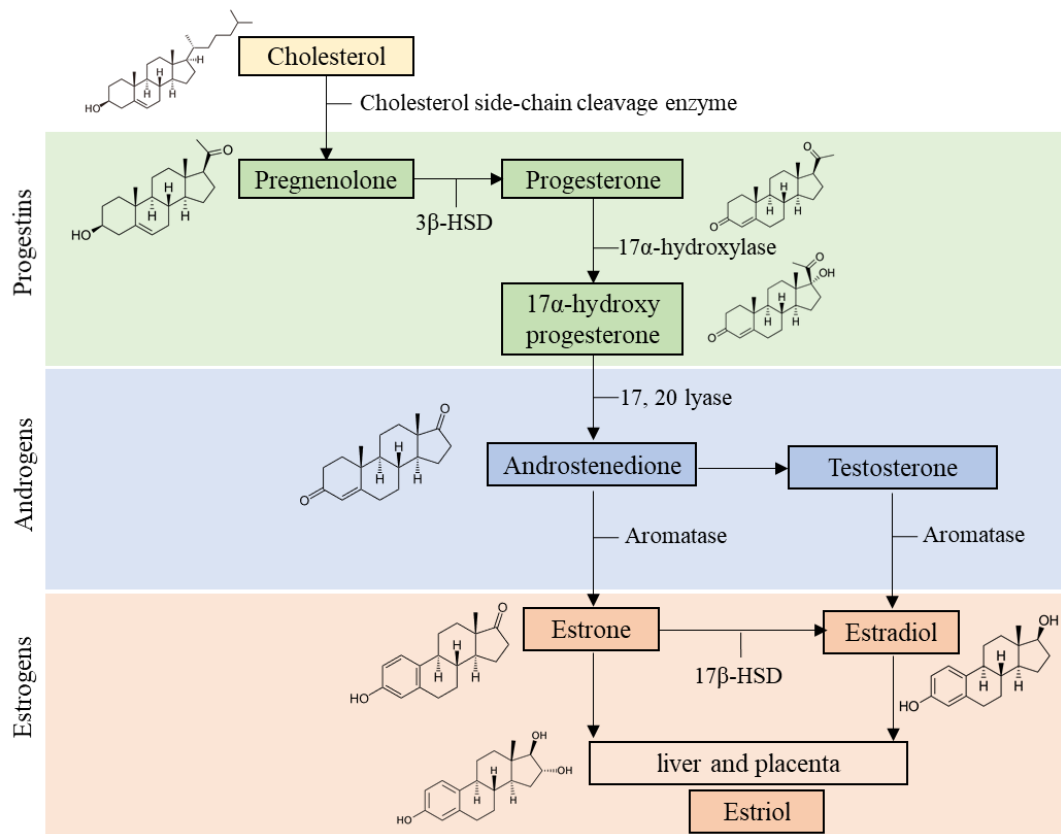 Cholesterol
Cholesterol side-chain cleavage enzyme
HO
H
H
H
H
Progestins
Pregnenolone
Progesterone
3β-HSD
O
HO
H
H
H
O
O
H
H
H
17α-hydroxylase
17α-hydroxy
progesterone
O
OH
O
H
H
H
Androgens
17, 20 lyase
Androstenedione
Testosterone
O
O
H
H
H
Aromatase
Aromatase
Estrogens
Estrone
Estradiol
17β-HSD
O
HO
H
H
H
OH
HO
H
H
H
liver and placenta
Estriol
OH
OH
HO
H
H
H